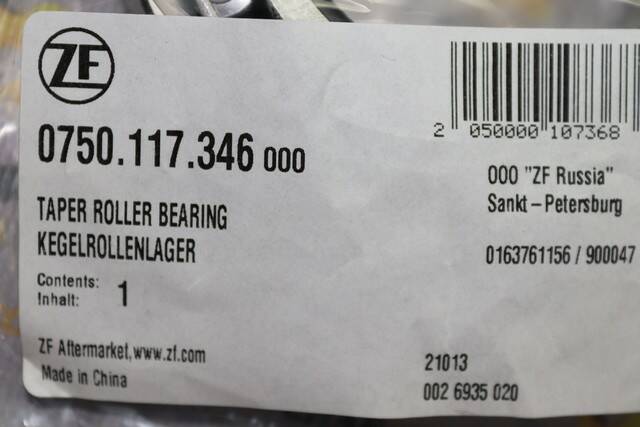 ZF
2 050000 107368
0750.117.346 000
OOO "ZF Russia"
Sankt-Petersburg
TAPER ROLLER BEARING
KEGELROLLENLAGER
0163761156 / 900047
Contents:
Inhalt: 1
ZF Aftermarket, www.zf.com
Made in China
21013
002 6935 020